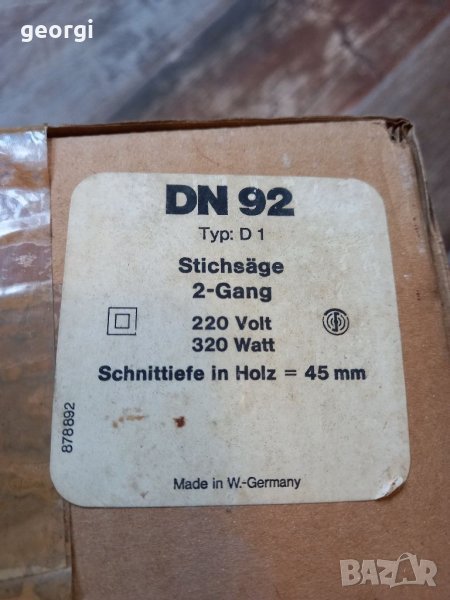 georgi
DN 92
Typ: D 1
Stichsäge
2-Gang
220 Volt
320 Watt
Schnittiefe in Holz = 45 mm
878892
Made in W.-Germany
BAZAR